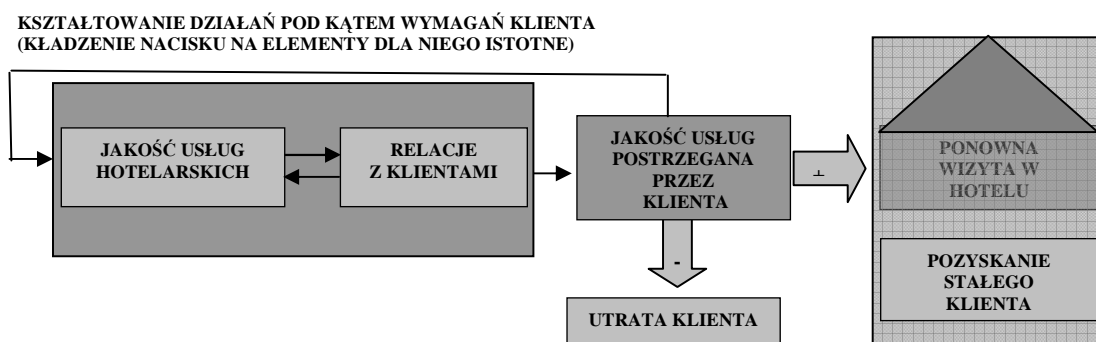 KSZTAŁTOWANIE DZIAŁAŃ POD KĄTEM WYMAGAŃ KLIENTA
(KŁADZENIE NACISKU NA ELEMENTY DLA NIEGO ISTOTNE)
JAKOŚĆ USŁUG
HOTELARSKICH
RELACJE
Z KLIENTAMI
JAKOŚĆ USŁUG
POSTRZEGANA
PRZEZ
KLIENTA
PONOWNA
WIZYTA W
HOTELU
-
UTRATA KLIENTA
POZYSKANIE
STAŁEGO
KLIENTA